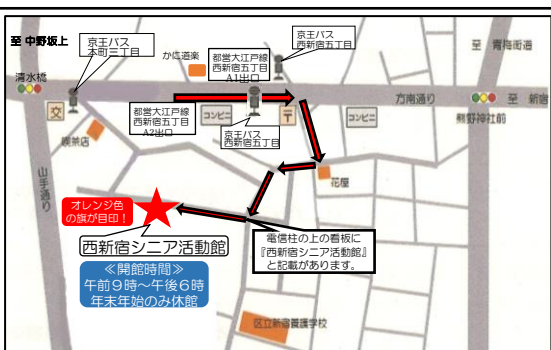 至 中野坂上
京王バス
本町三丁目
かに道楽
都営大江戸線
西新宿五丁目
A1出口
京王バス
西新宿五丁目
至 青梅街道
清水橋
交
喫茶店
都営大江戸線
西新宿五丁目
A2出口
コンビニ
京王バス
西新宿五丁目
〒
コンビニ
方南通り
至 新宿
熊野神社前
花屋
山手通り
オレンジ色
の旗が目印！
西新宿シニア活動館
≪開館時間≫
午前9時～午後6時
年末年始のみ休館
電信柱の上の看板に
『西新宿シニア活動館』
と記載があります。
区立新宿養護学校